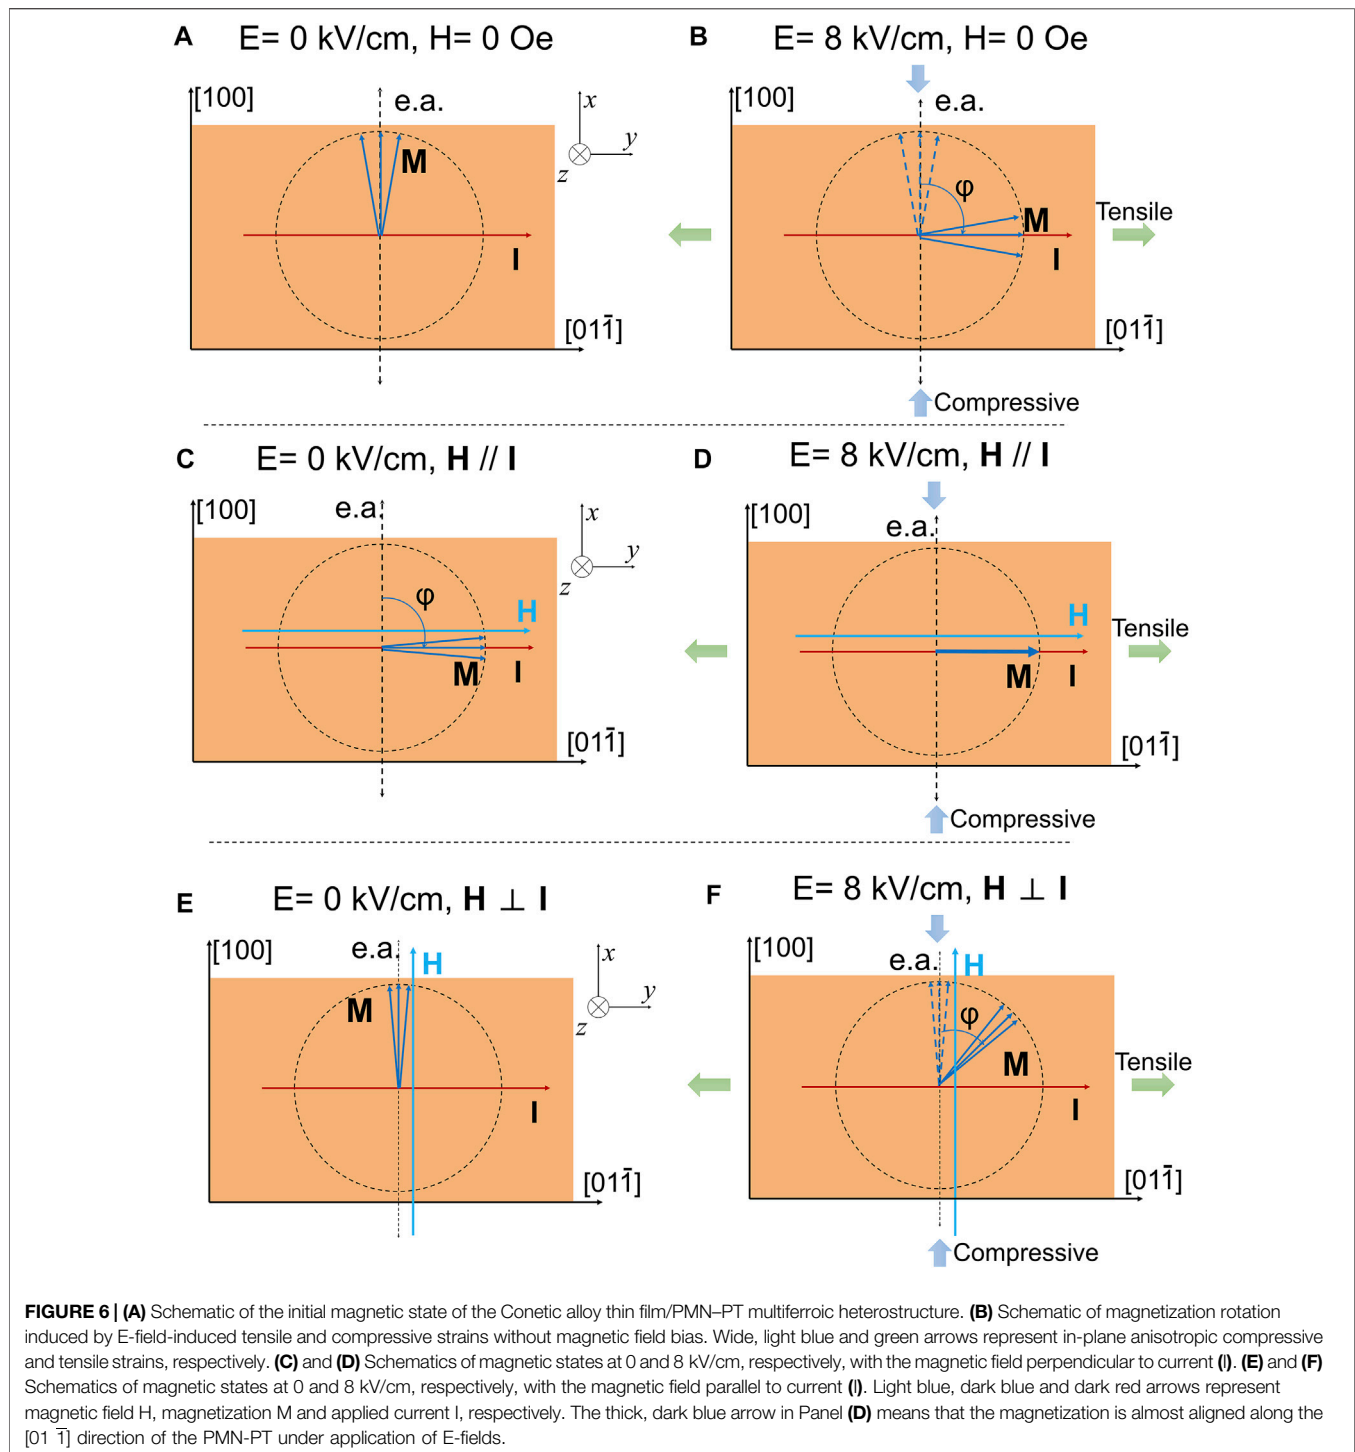 A E= 0 kV/cm, H= 0 Oe
[100]
e.a.
x
y
z
M
I
[011̅]
B E= 8 kV/cm, H= 0 Oe
[100]
e.a.
φ
M
Tensile
I
[011̅]
Compressive
C E= 0 kV/cm, H // I
[100]
e.a.
x
y
z
φ
H
M I
[011̅]
D E= 8 kV/cm, H // I
[100]
e.a.
H
Tensile
M I
[011̅]
Compressive
E E= 0 kV/cm, H ⊥ I
[100]
e.a.
H
x
y
z
M
I
[011̅]
F E= 8 kV/cm, H ⊥ I
[100]
e.a.
H
φ
M
Tensile
I
[011̅]
Compressive
FIGURE 6 | (A) Schematic of the initial magnetic state of the Conetic alloy thin film/PMN–PT multiferroic heterostructure. (B) Schematic of magnetization rotation
induced by E-field-induced tensile and compressive strains without magnetic field bias. Wide, light blue and green arrows represent in-plane anisotropic compressive
and tensile strains, respectively. (C) and (D) Schematics of magnetic states at 0 and 8 kV/cm, respectively, with the magnetic field perpendicular to current (I). (E) and (F)
Schematics of magnetic states at 0 and 8 kV/cm, respectively, with the magnetic field parallel to current (I). Light blue, dark blue and dark red arrows represent
magnetic field H, magnetization M and applied current I, respectively. The thick, dark blue arrow in Panel (D) means that the magnetization is almost aligned along the
[01 1̅] direction of the PMN-PT under application of E-fields.